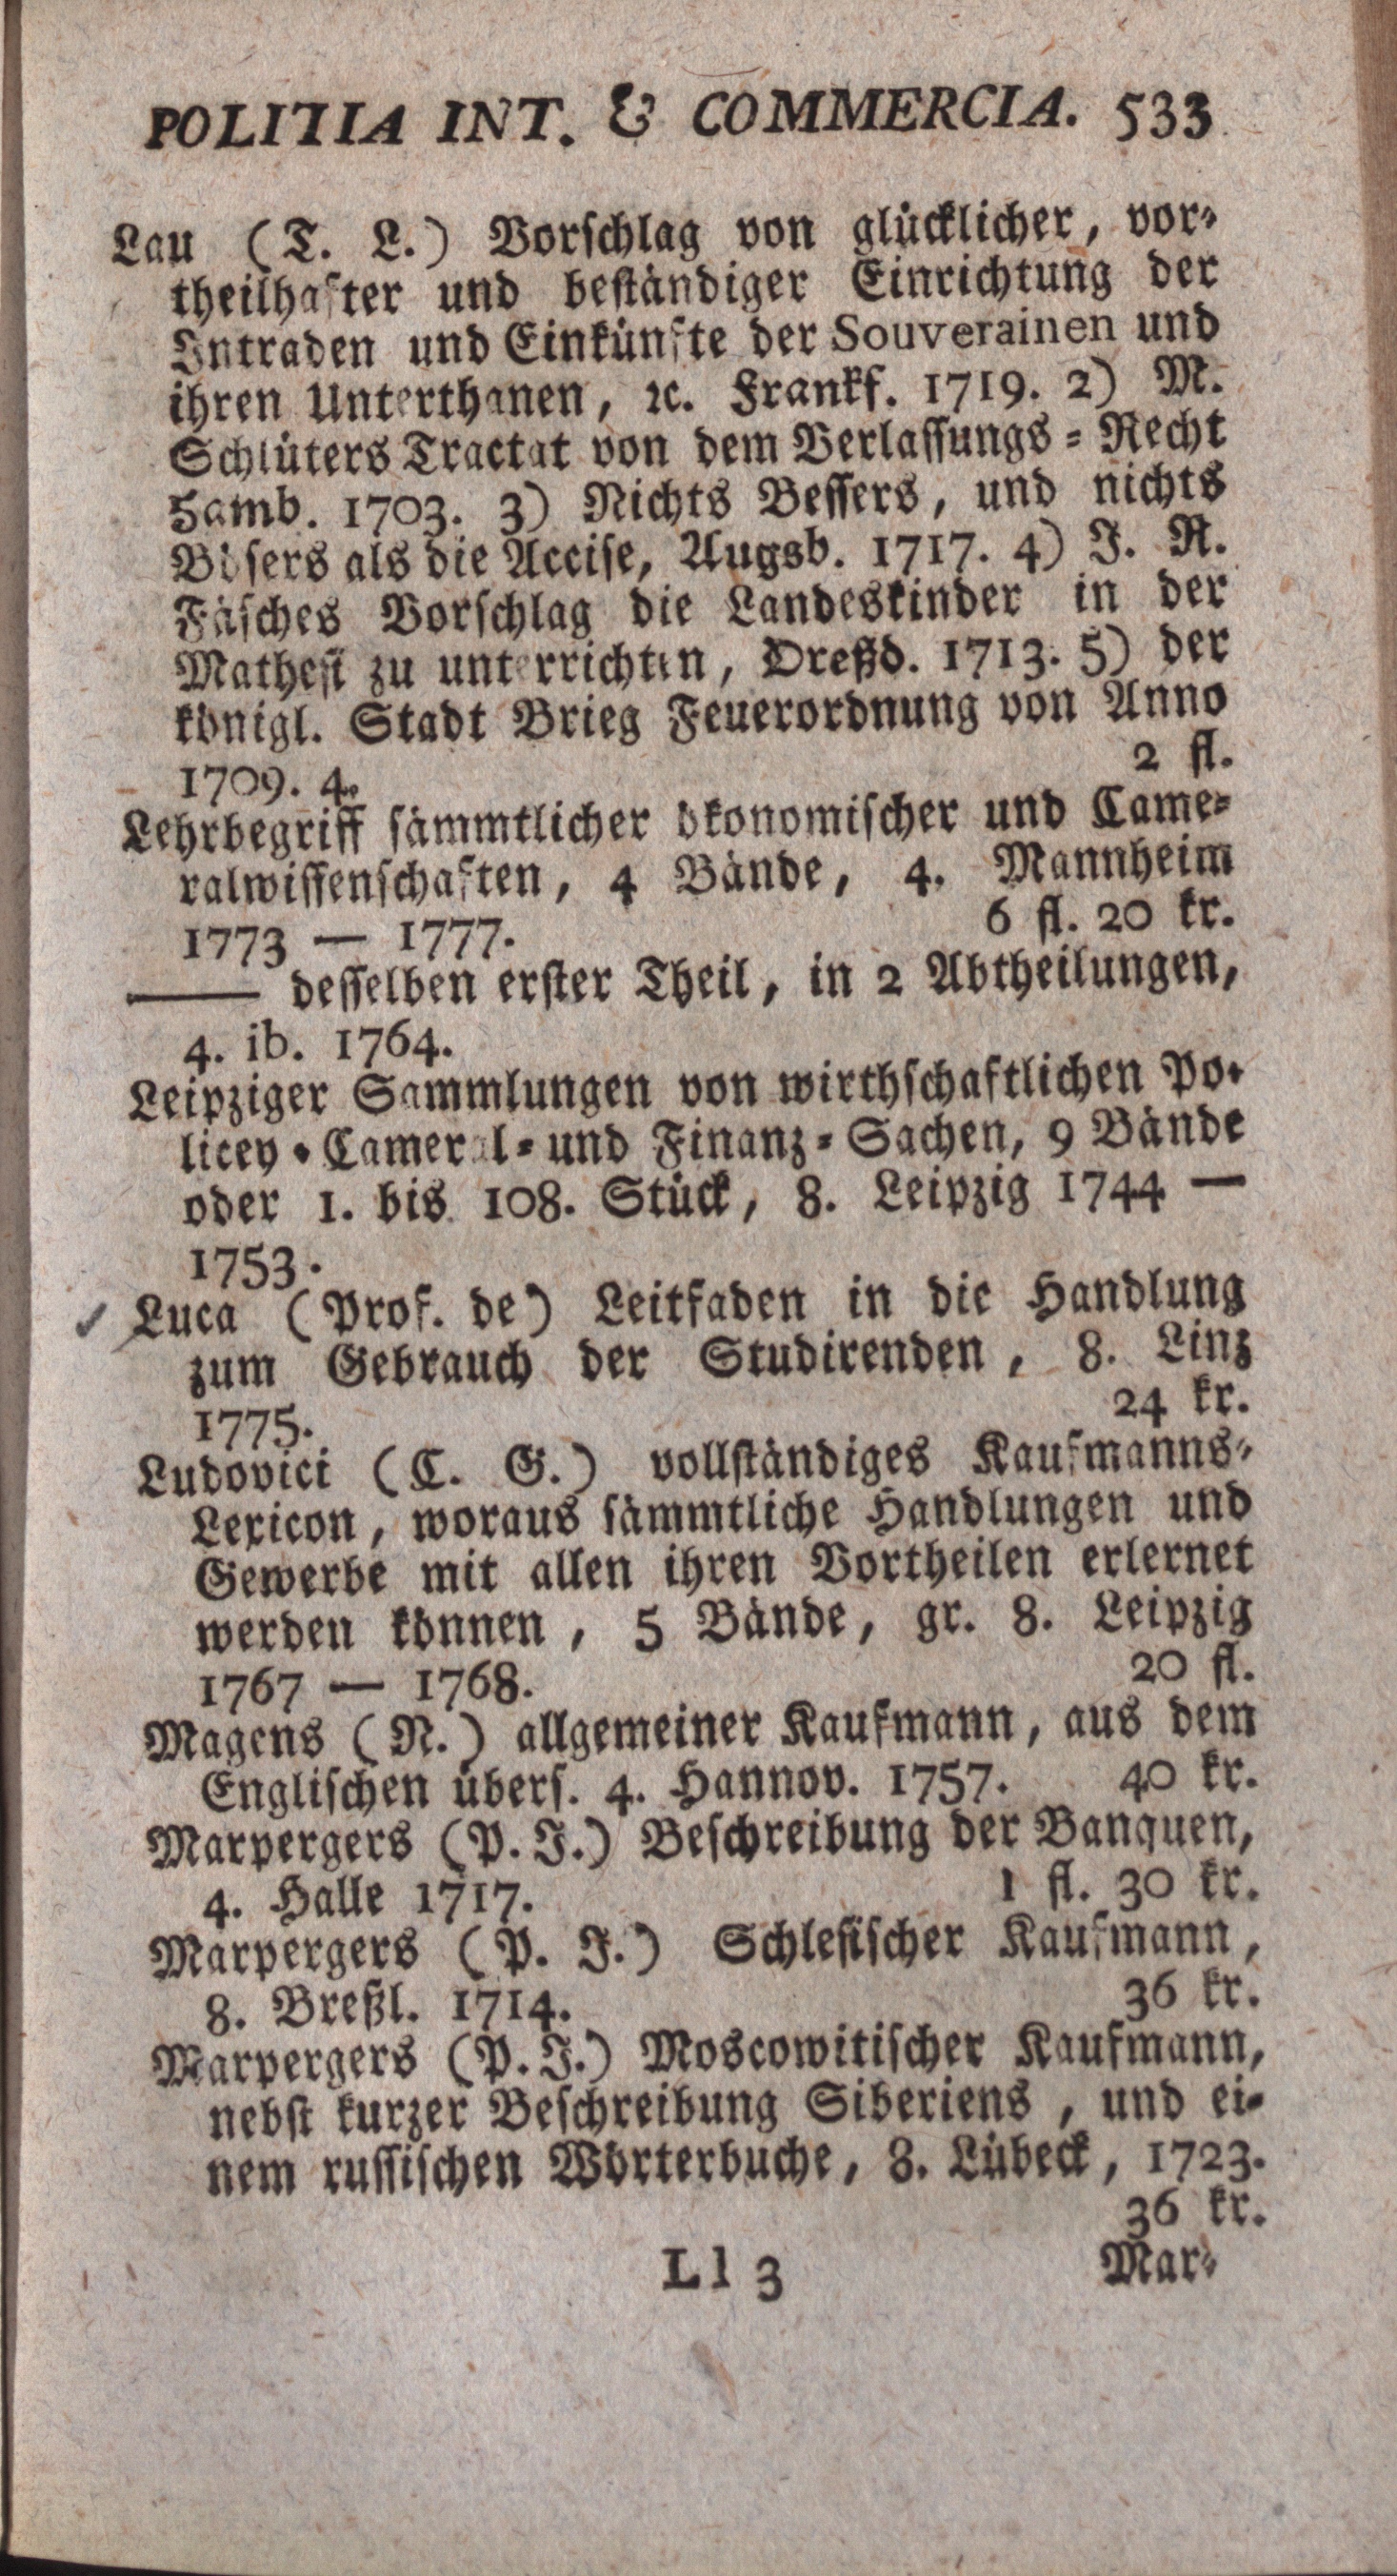 POLITIA INT. & COMMERCIA. 533
Lau (T. L.) Vorschlag von glücklicher, vor-
theilhafter und beständiger Einrichtung der
Intraden und Einkünfte der Souverainen und
ihren Unterthanen, ꝛc. Frankf. 1719. 2) M.
Schlüters Tractat von dem Verlassungs-Recht
Hamb. 1703. 3) Nichts Bessers, und nichts
Bösers als die Accise, Augsb. 1717. 4) J. R.
Fäsches Vorschlag die Landeskinder in der
Mathesi zu unterrichten, Dreßd. 1713. 5) der
königl. Stadt Brieg Feuerordnung von Anno
1709. 4. 2 fl.
Lehrbegriff sämmtlicher ökonomischer und Came-
ralwissenschaften, 4 Bände, 4. Mannheim
1773 — 1777. 6 fl. 20 kr.
—— desselben erster Theil, in 2 Abtheilungen,
4. ib. 1764.
Leipziger Sammlungen von wirthschaftlichen Po-
licey-Cameral-und Finanz-Sachen, 9 Bände
oder 1. bis 108. Stück, 8. Leipzig 1744 —
1753.
Luca (Prof. de) Leitfaden in die Handlung
zum Gebrauch der Studirenden, 8. Linz
1775. 24 kr.
Ludovici (C. G.) vollständiges Kaufmanns-
Lexicon, woraus sämmtliche Handlungen und
Gewerbe mit allen ihren Vortheilen erlernet
werden können, 5 Bände, gr. 8. Leipzig
1767 — 1768. 20 fl.
Magens (N.) allgemeiner Kaufmann, aus dem
Englischen übers. 4. Hannov. 1757. 40 kr.
Marpergers (P. J.) Beschreibung der Banquen,
4. Halle 1717. 1 fl. 30 kr.
Marpergers (P. J.) Schlesischer Kaufmann,
8. Breßl. 1714. 36 kr.
Marpergers (P. J.) Moscowitischer Kaufmann,
nebst kurzer Beschreibung Siberiens, und ei-
nem russischen Wörterbuche, 8. Lübeck, 1723.
36 kr.
Ll 3 Mar-